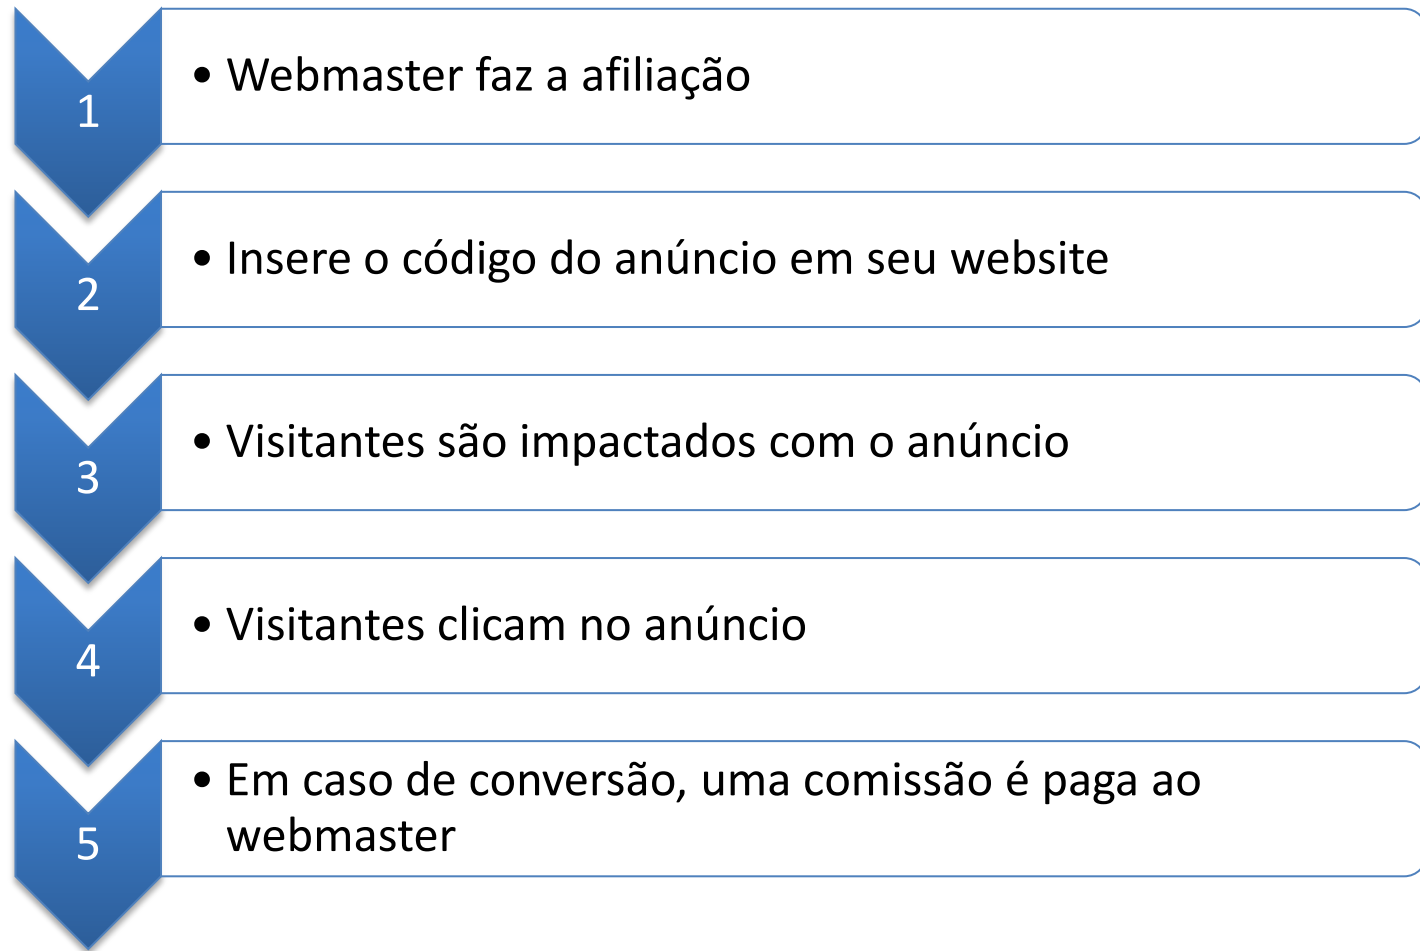 1
• Webmaster faz a afiliação
2
• Insere o código do anúncio em seu website
3
• Visitantes são impactados com o anúncio
4
• Visitantes clicam no anúncio
5
• Em caso de conversão, uma comissão é paga ao
webmaster